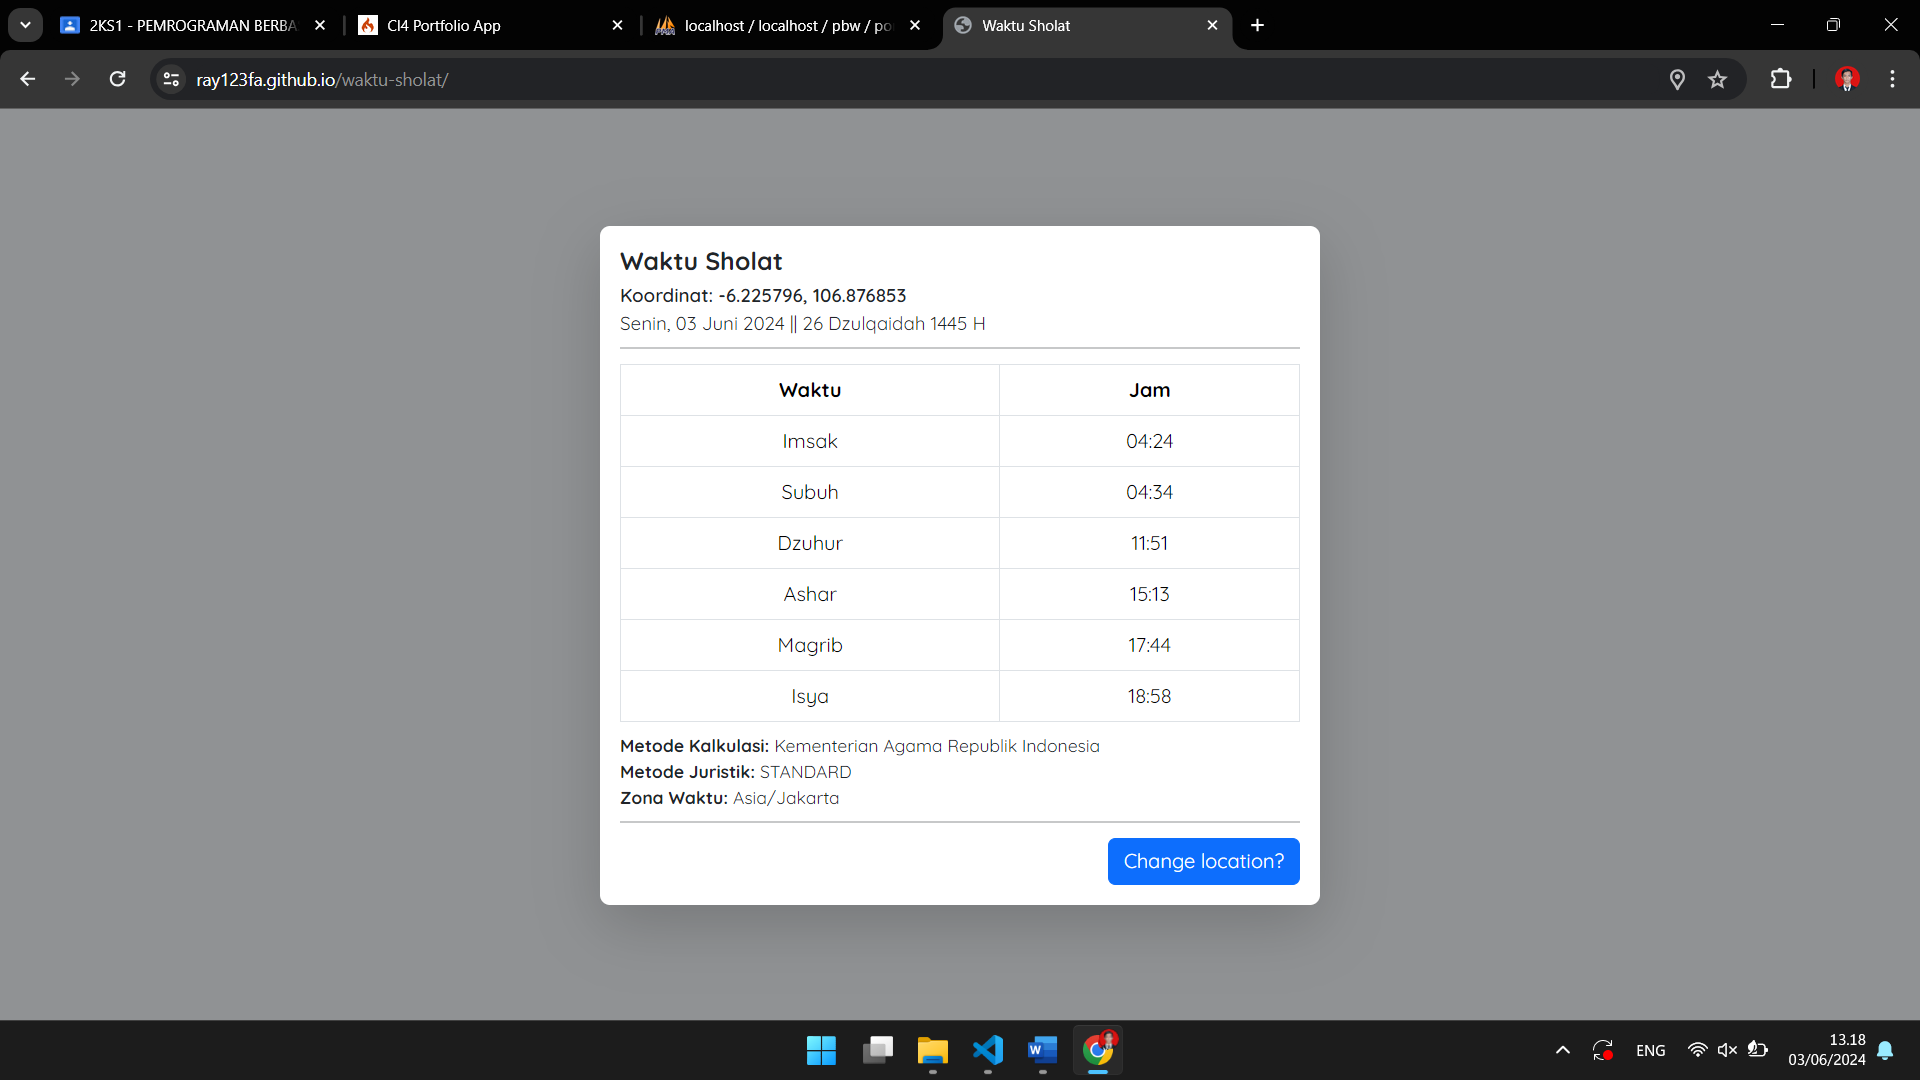 2KS1 - PEMROGRAMAN BERBA
CI4 Portfolio App
localhost / localhost / pbw / po
Waktu Sholat
ray123fa.github.io/waktu-sholat/
Waktu Sholat
Koordinat: -6.225796, 106.876853
Senin, 03 Juni 2024 || 26 Dzulqaidah 1445 H
Waktu Jam
Imsak 04:24
Subuh 04:34
Dzuhur 11:51
Ashar 15:13
Magrib 17:44
Isya 18:58
Metode Kalkulasi: Kementerian Agama Republik Indonesia
Metode Juristik: STANDARD
Zona Waktu: Asia/Jakarta
Change location?
ENG
13.18
03/06/2024